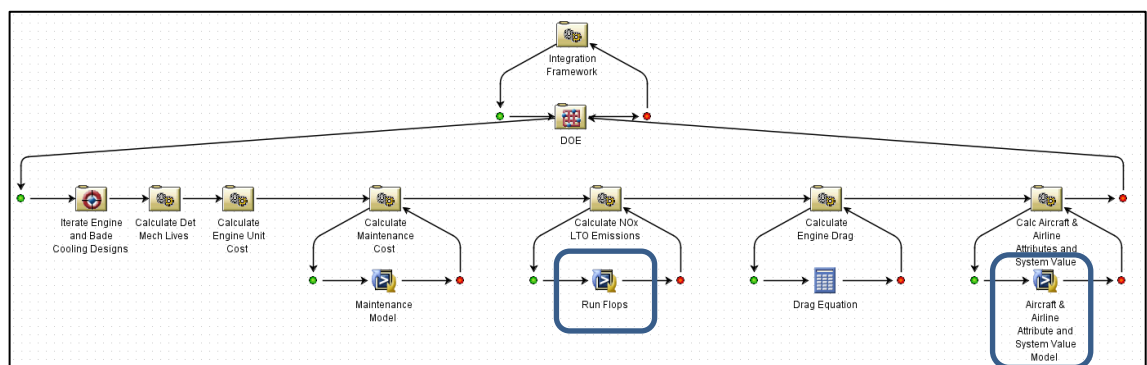 Integration
Framework
DOE
Iterate Engine
and Bade
Cooling Designs
Calculate Det
Mech Lives
Calculate
Engine Unit
Cost
Calculate
Maintenance
Cost
Calculate NOx
LTO Emissions
Calculate
Engine Drag
Calc Aircraft &
Airline
Attributes and
System Value
Maintenance
Model
Run Flops
Drag Equation
Aircraft &
Airline
Attribute and
System Value
Model